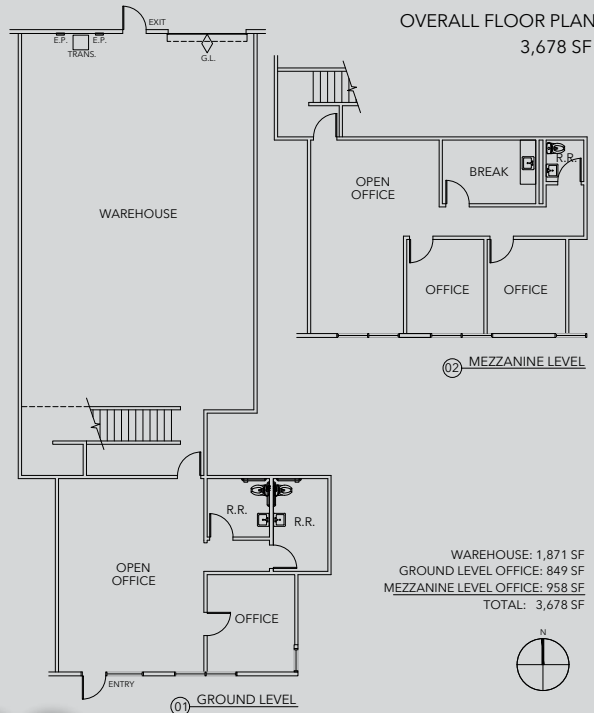 OVERALL FLOOR PLAN
3,678 SF
EXIT
E.P.
E.P.
TRANS.
G.L.
WAREHOUSE
OPEN
OFFICE
BREAK
R.R.
OFFICE
OFFICE
02 MEZZANINE LEVEL
R.R.
R.R.
OPEN
OFFICE
OFFICE
ENTRY
01 GROUND LEVEL
WAREHOUSE: 1,871 SF
GROUND LEVEL OFFICE: 849 SF
MEZZANINE LEVEL OFFICE: 958 SF
TOTAL: 3,678 SF
N